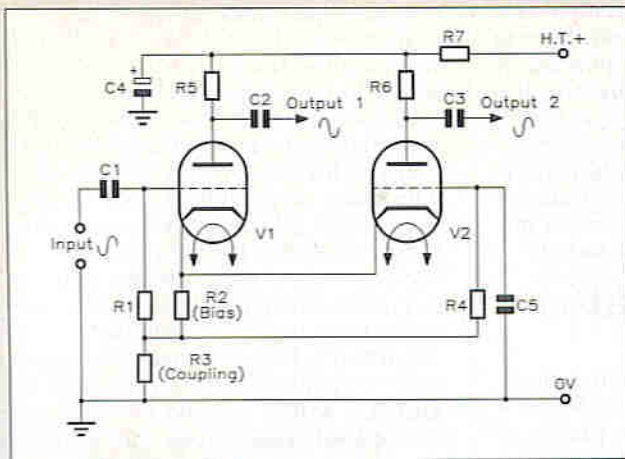 R7
H.T.+
+
C4
R5
C2
Output 1
R6
C3
Output 2
C1
Input
V1
V2
R1
R2
(Bias)
R4
C5
R3
(Coupling)
0V